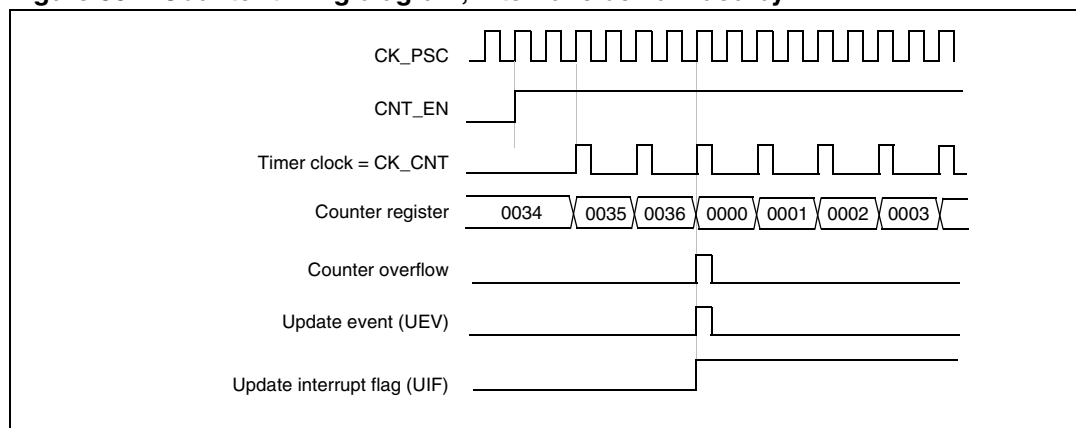 CK_PSC
CNT_EN
Timer clock = CK_CNT
Counter register 0034 0035 0036 0000 0001 0002 0003
Counter overflow
Update event (UEV)
Update interrupt flag (UIF)